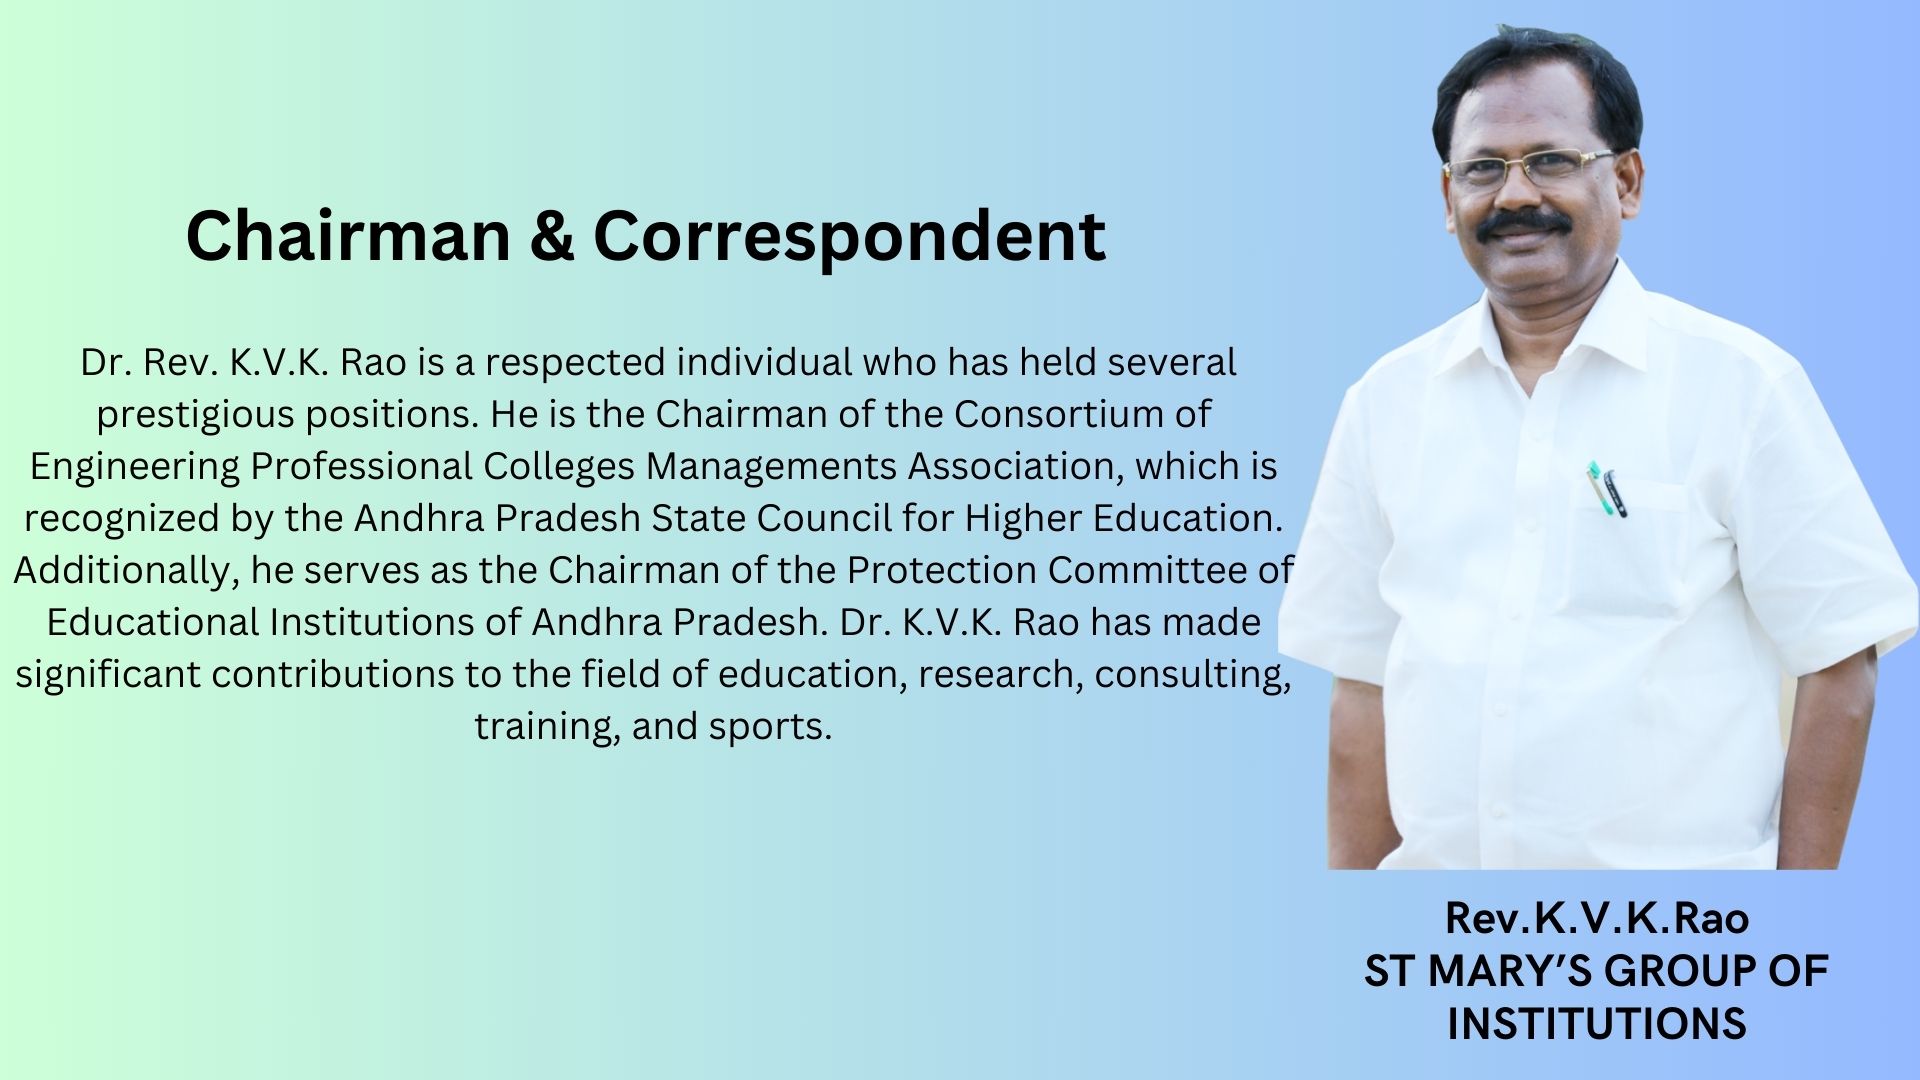 Chairman & Correspondent
Dr. Rev. K.V.K. Rao is a respected individual who has held several
prestigious positions. He is the Chairman of the Consortium of
Engineering Professional Colleges Managements Association, which is
recognized by the Andhra Pradesh State Council for Higher Education.
Additionally, he serves as the Chairman of the Protection Committee of
Educational Institutions of Andhra Pradesh. Dr. K.V.K. Rao has made
significant contributions to the field of education, research, consulting,
training, and sports.
Rev.K.V.K.Rao
ST MARY’S GROUP OF
INSTITUTIONS